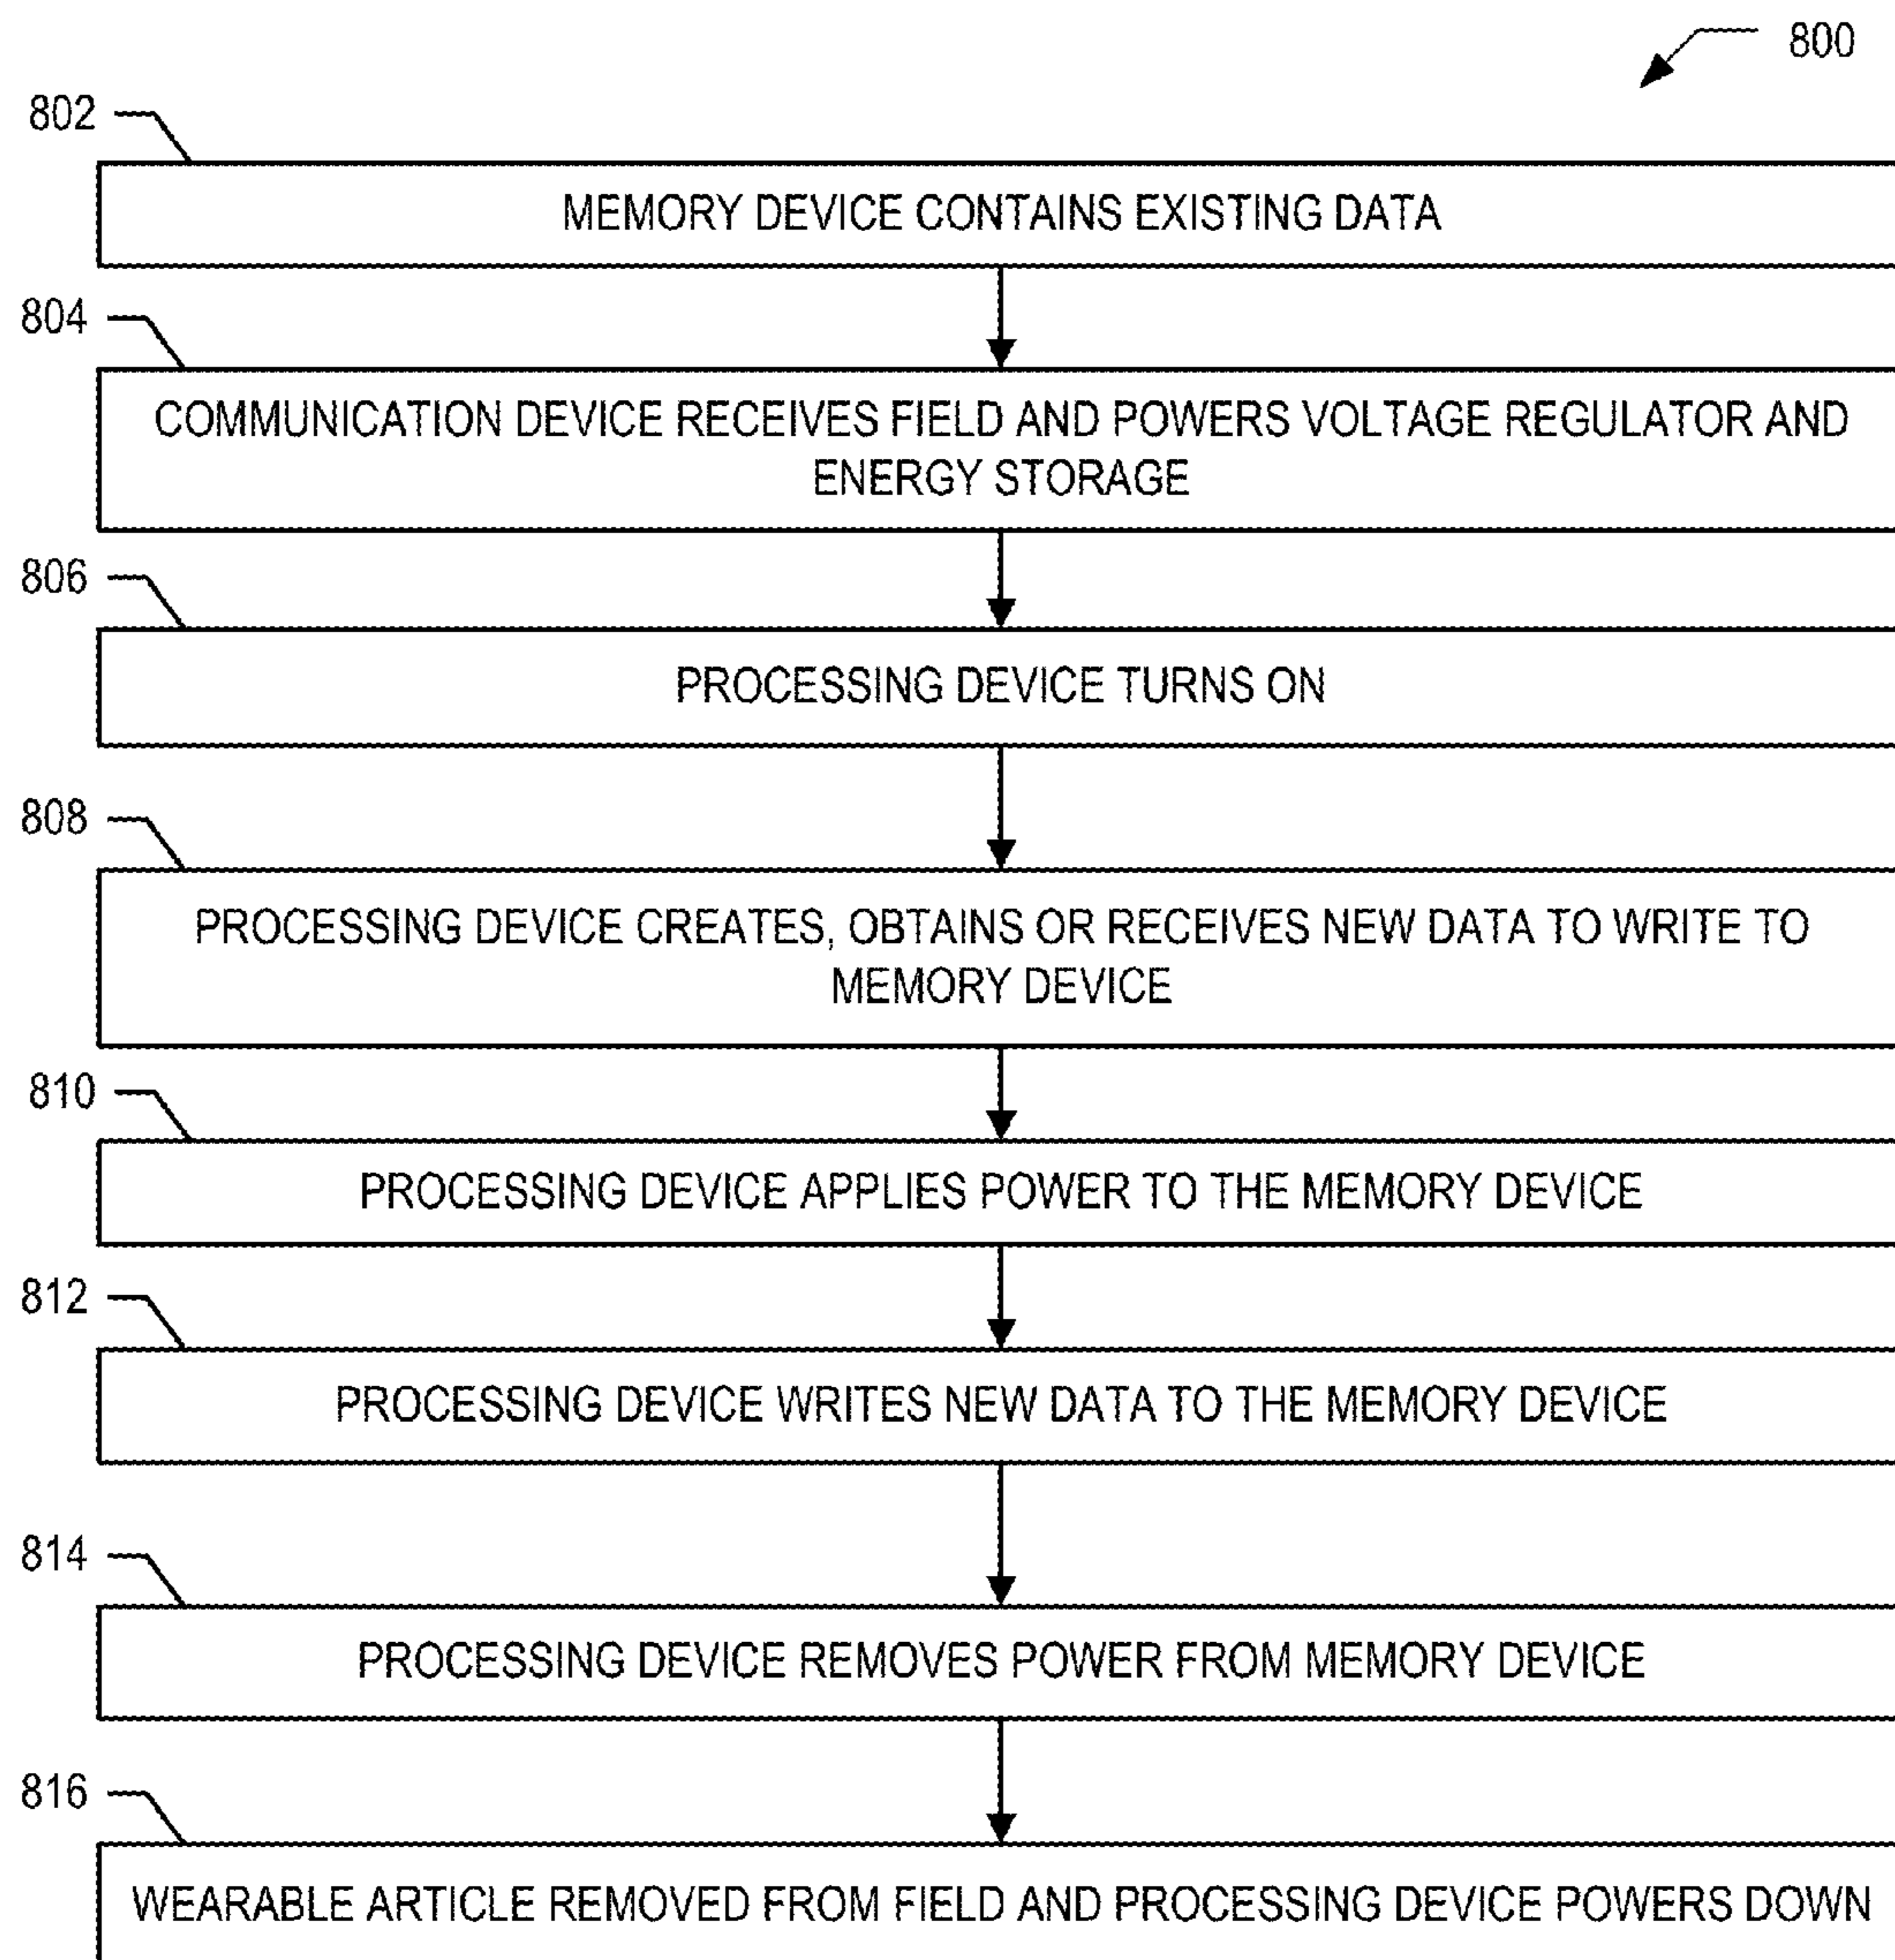 800
802
MEMORY DEVICE CONTAINS EXISTING DATA
804
COMMUNICATION DEVICE RECEIVES FIELD AND POWERS VOLTAGE REGULATOR AND
ENERGY STORAGE
806
PROCESSING DEVICE TURNS ON
808
PROCESSING DEVICE CREATES, OBTAINS OR RECEIVES NEW DATA TO WRITE TO
MEMORY DEVICE
810
PROCESSING DEVICE APPLIES POWER TO THE MEMORY DEVICE
812
PROCESSING DEVICE WRITES NEW DATA TO THE MEMORY DEVICE
814
PROCESSING DEVICE REMOVES POWER FROM MEMORY DEVICE
816
WEARABLE ARTICLE REMOVED FROM FIELD AND PROCESSING DEVICE POWERS DOWN